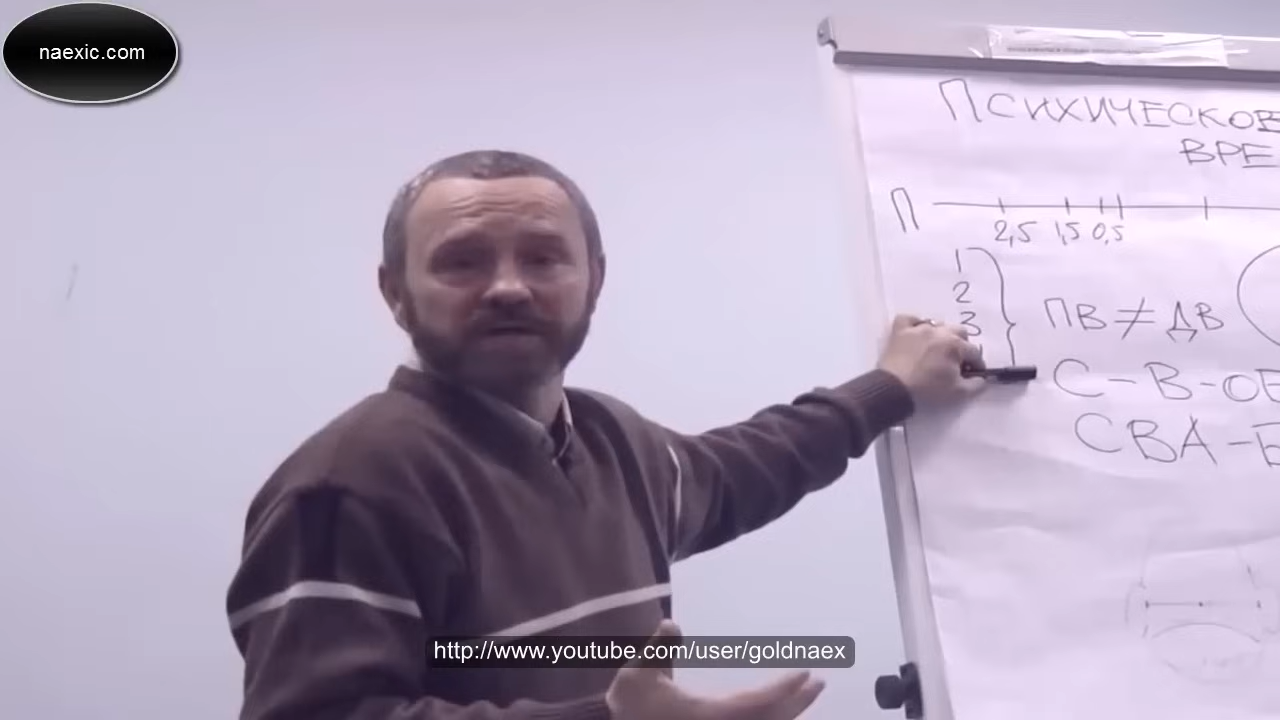 naexic.com
ПСИХИЧЕСКОЕ
ВРЕ
П
2,5 1,5 0,5
1
2
3
ПВ ≠ ДВ
С-В-ОБ
СВА-Б
http://www.youtube.com/user/goldnaex